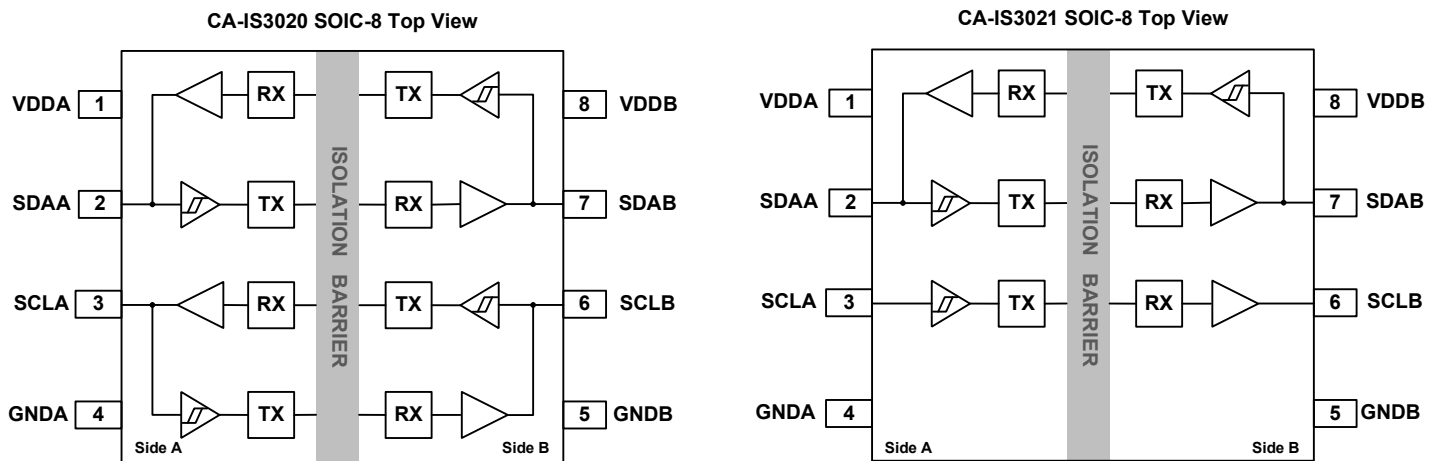 CA-IS3020 SOIC-8 Top View
VDDA 1 RX TX 8 VDDB
SDAA 2 TX RX 7 SDAB
SCLA 3 RX TX 6 SCLB
GNDA 4 TX RX 5 GNDB
ISOLATION BARRIER
Side A Side B
CA-IS3021 SOIC-8 Top View
VDDA 1 RX TX 8 VDDB
SDAA 2 TX RX 7 SDAB
SCLA 3 TX RX 6 SCLB
GNDA 4 5 GNDB
ISOLATION BARRIER
Side A Side B